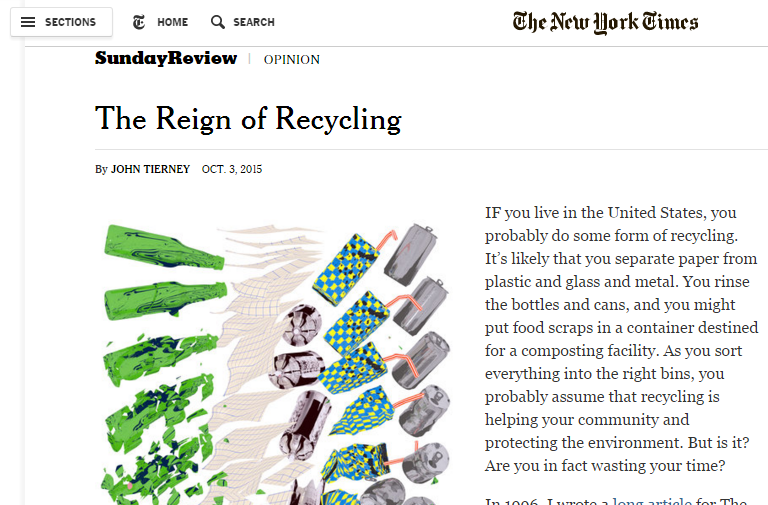 SECTIONS HOME SEARCH The New York Times
SundayReview | OPINION
The Reign of Recycling
By JOHN TIERNEY OCT. 3, 2015
IF you live in the United States, you
probably do some form of recycling.
It's likely that you separate paper from
plastic and glass and metal. You rinse
the bottles and cans, and you might
put food scraps in a container destined
for a composting facility. As you sort
everything into the right bins, you
probably assume that recycling is
helping your community and
protecting the environment. But is it?
Are you in fact wasting your time?
In 1996, I wrote a long article for The